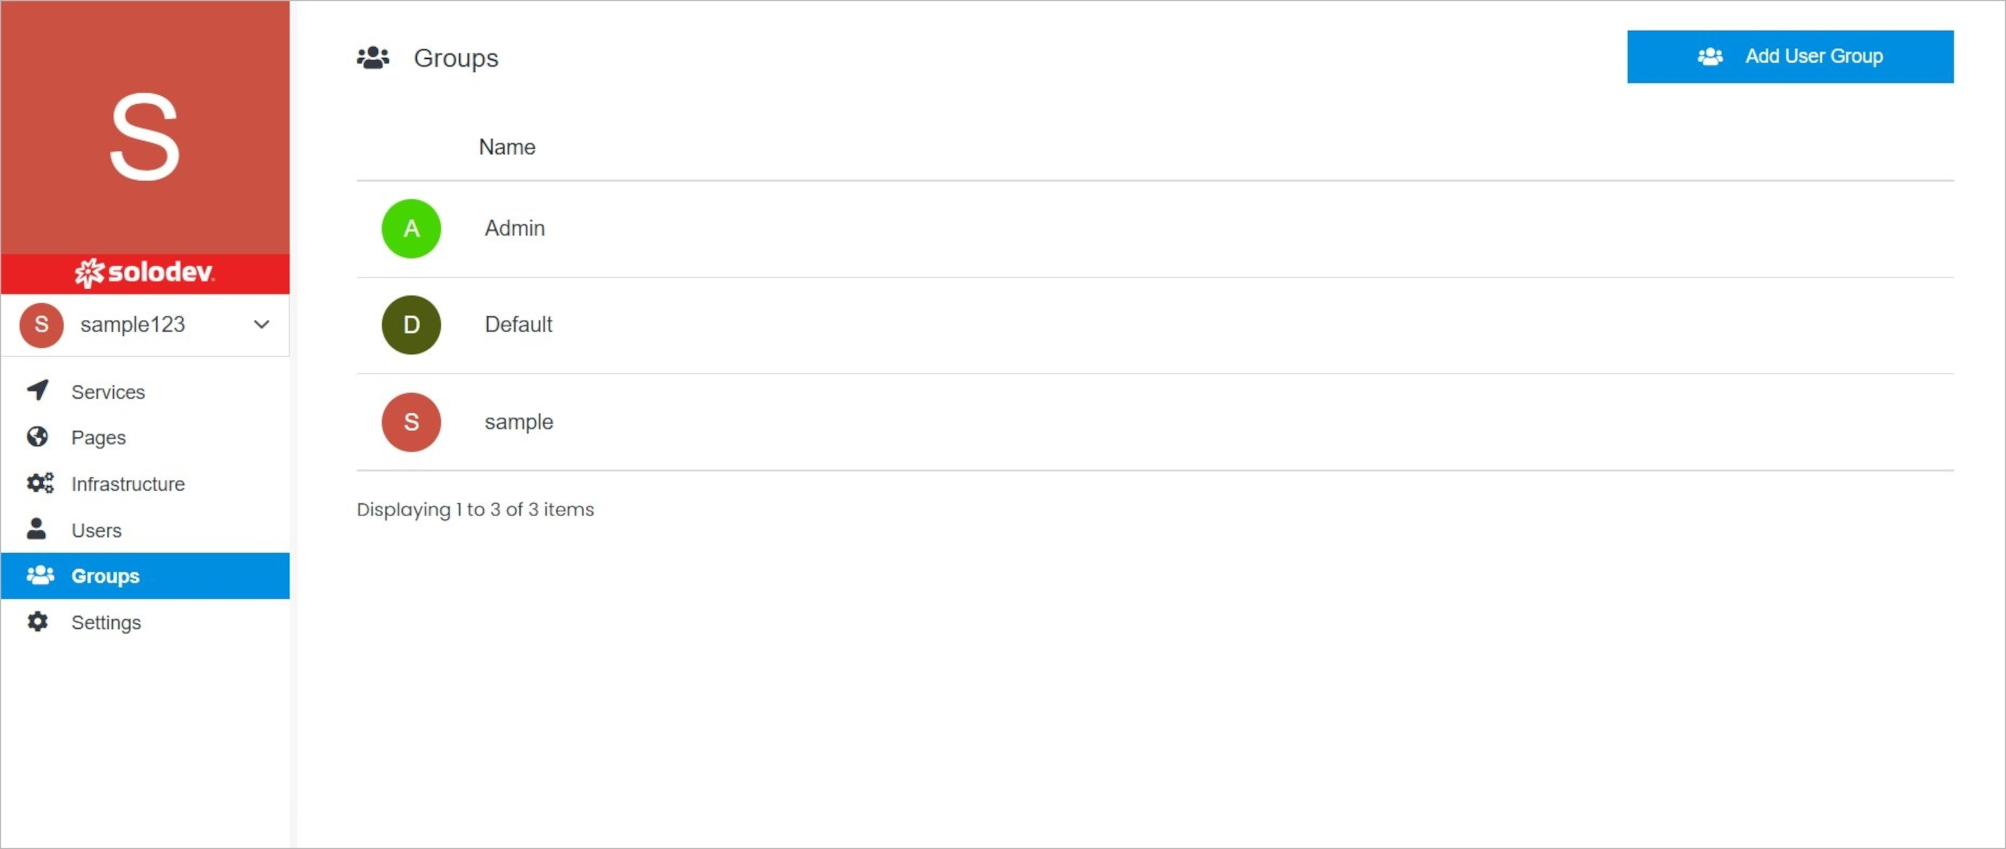 S
solodev
S sample123
Services
Pages
Infrastructure
Users
Groups
Settings
Groups
Add User Group
Name
A Admin
D Default
S sample
Displaying 1 to 3 of 3 items